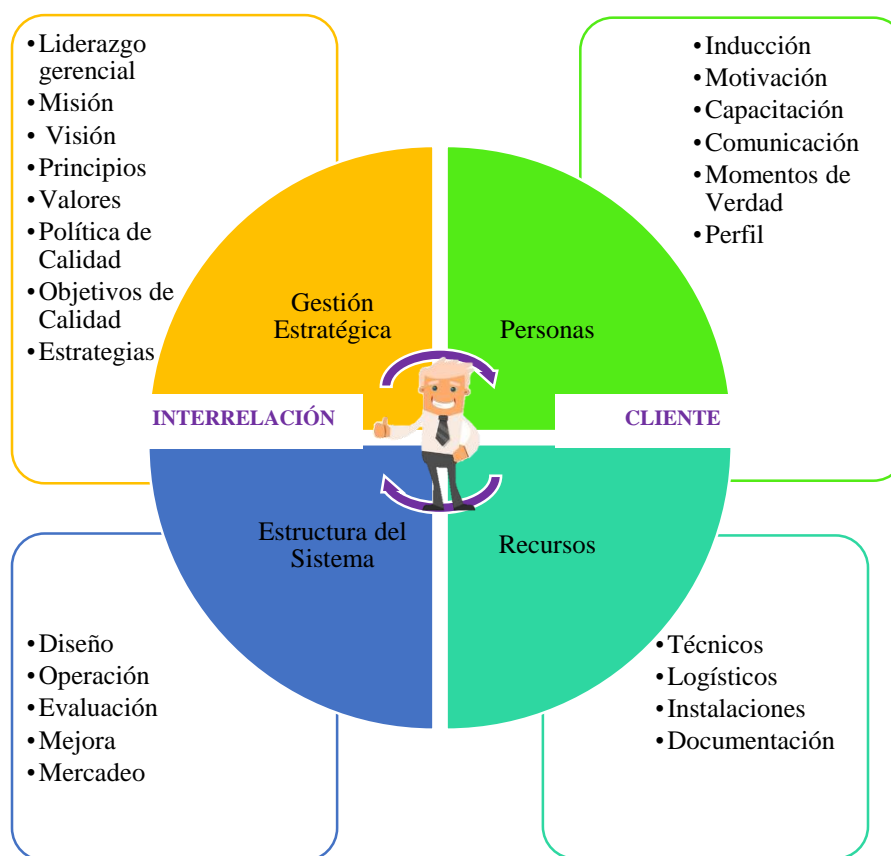 •Liderazgo
gerencial
•Misión
• Visión
•Principios
•Valores
•Política de
Calidad
•Objetivos de
Calidad
•Estrategias
•Inducción
•Motivación
•Capacitación
•Comunicación
•Momentos de
Verdad
•Perfil
Gestión
Estratégica
Personas
INTERRELACIÓN
CLIENTE
Estructura del
Sistema
Recursos
•Diseño
•Operación
•Evaluación
•Mejora
•Mercadeo
•Técnicos
•Logísticos
•Instalaciones
•Documentación